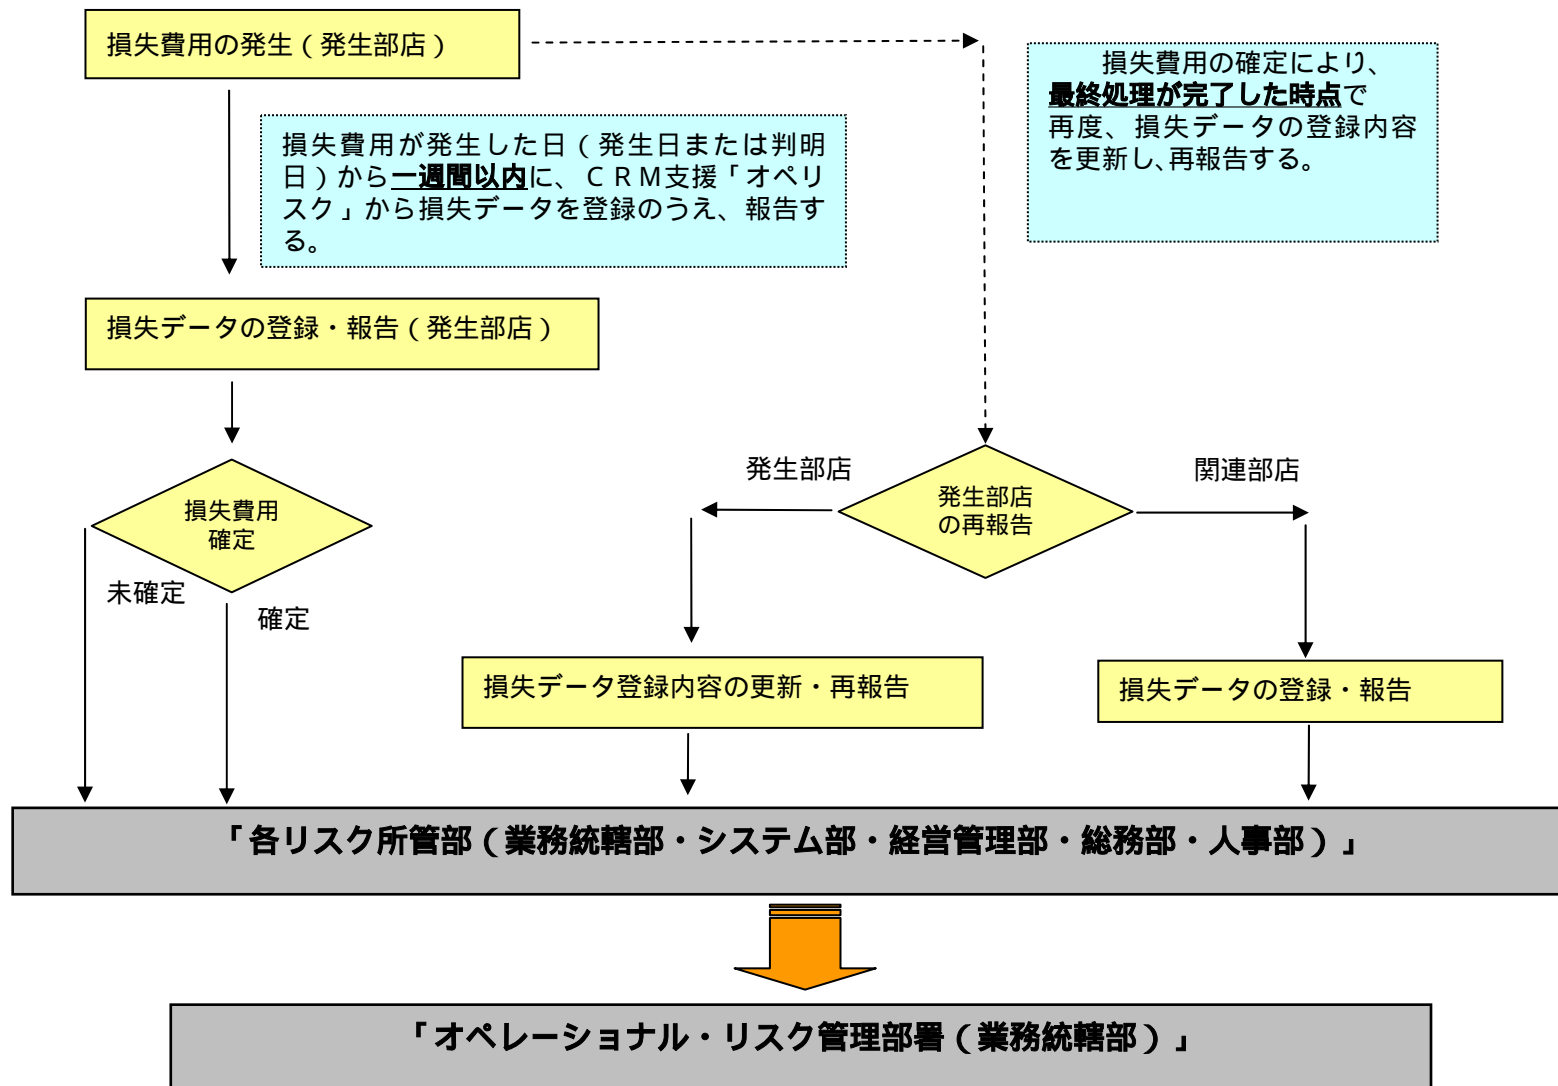 損失費用の発生（発生部店）
損失費用の確定により、
最終処理が完了した時点で
再度、損失データの登録内容
を更新し、再報告する。
損失費用が発生した日（発生日または判明
日）から一週間以内に、ＣＲＭ支援「オペリ
スク」から損失データを登録のうえ、報告す
る。
損失データの登録・報告（発生部店）
発生部店
関連部店
損失費用
確定
発生部店
の再報告
未確定
確定
損失データ登録内容の更新・再報告
損失データの登録・報告
「各リスク所管部（業務統轄部・システム部・経営管理部・総務部・人事部）」
「オペレーショナル・リスク管理部署（業務統轄部）」